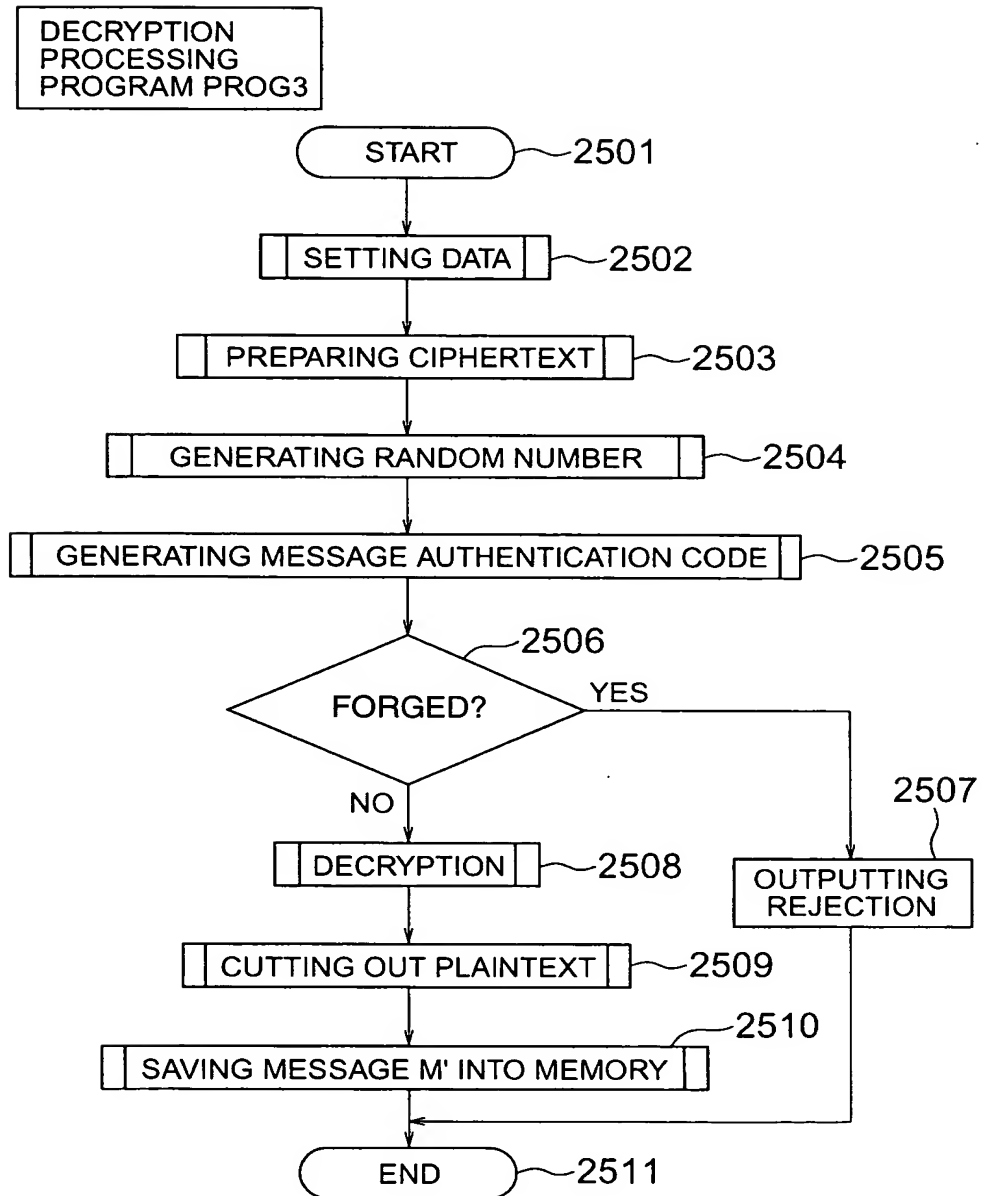 DECRYPTION
PROCESSING
PROGRAM PROG3
START
2501
SETTING DATA
2502
PREPARING CIPHERTEXT
2503
GENERATING RANDOM NUMBER
2504
GENERATING MESSAGE AUTHENTICATION CODE
2505
2506
FORGED?
YES
NO
2507
OUTPUTTING
REJECTION
DECRYPTION
2508
CUTTING OUT PLAINTEXT
2509
2510
SAVING MESSAGE M' INTO MEMORY
END
2511